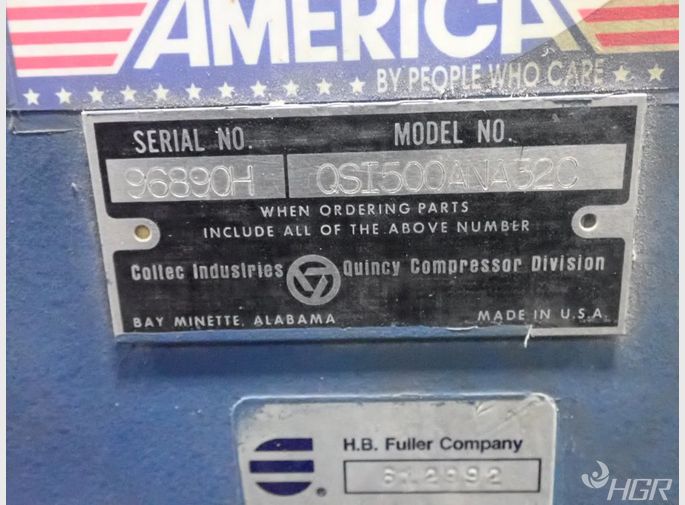 AMERICA
BY PEOPLE WHO CARE
SERIAL NO. MODEL NO.
96890H QSI500ANA32C
WHEN ORDERING PARTS
INCLUDE ALL OF THE ABOVE NUMBER
Coltec Industries Quincy Compressor Division
BAY MINETTE, ALABAMA MADE IN U.S.A.
H.B. Fuller Company
612992
HGR